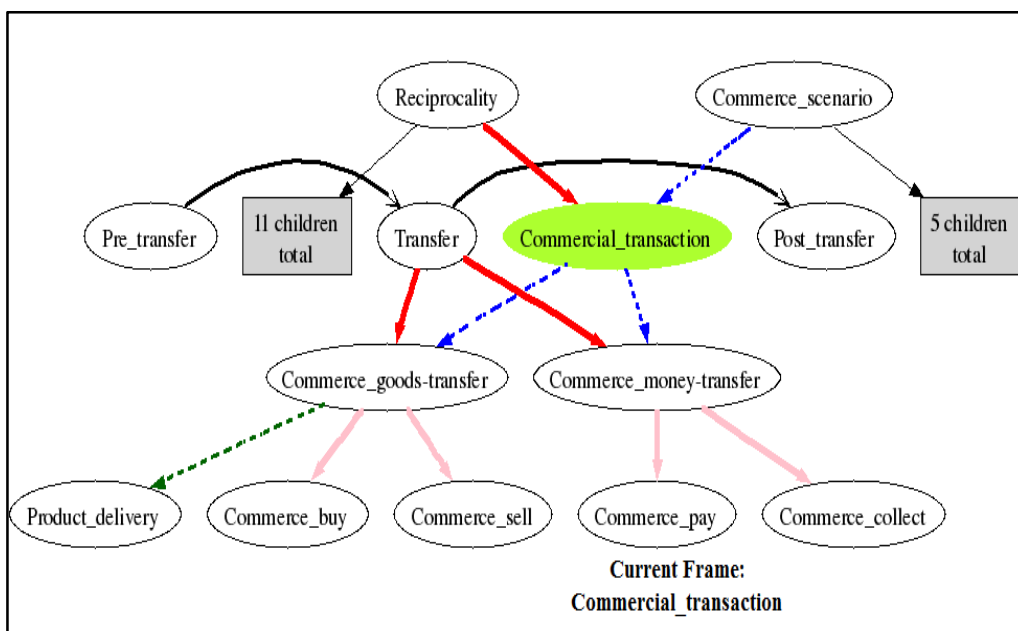 Reciprocality
Commerce_scenario
Pre_transfer
11 children
total
Transfer
Commercial_transaction
Post_transfer
5 children
total
Commerce_goods-transfer
Commerce_money-transfer
Product_delivery
Commerce_buy
Commerce_sell
Commerce_pay
Commerce_collect
Current Frame:
Commercial_transaction